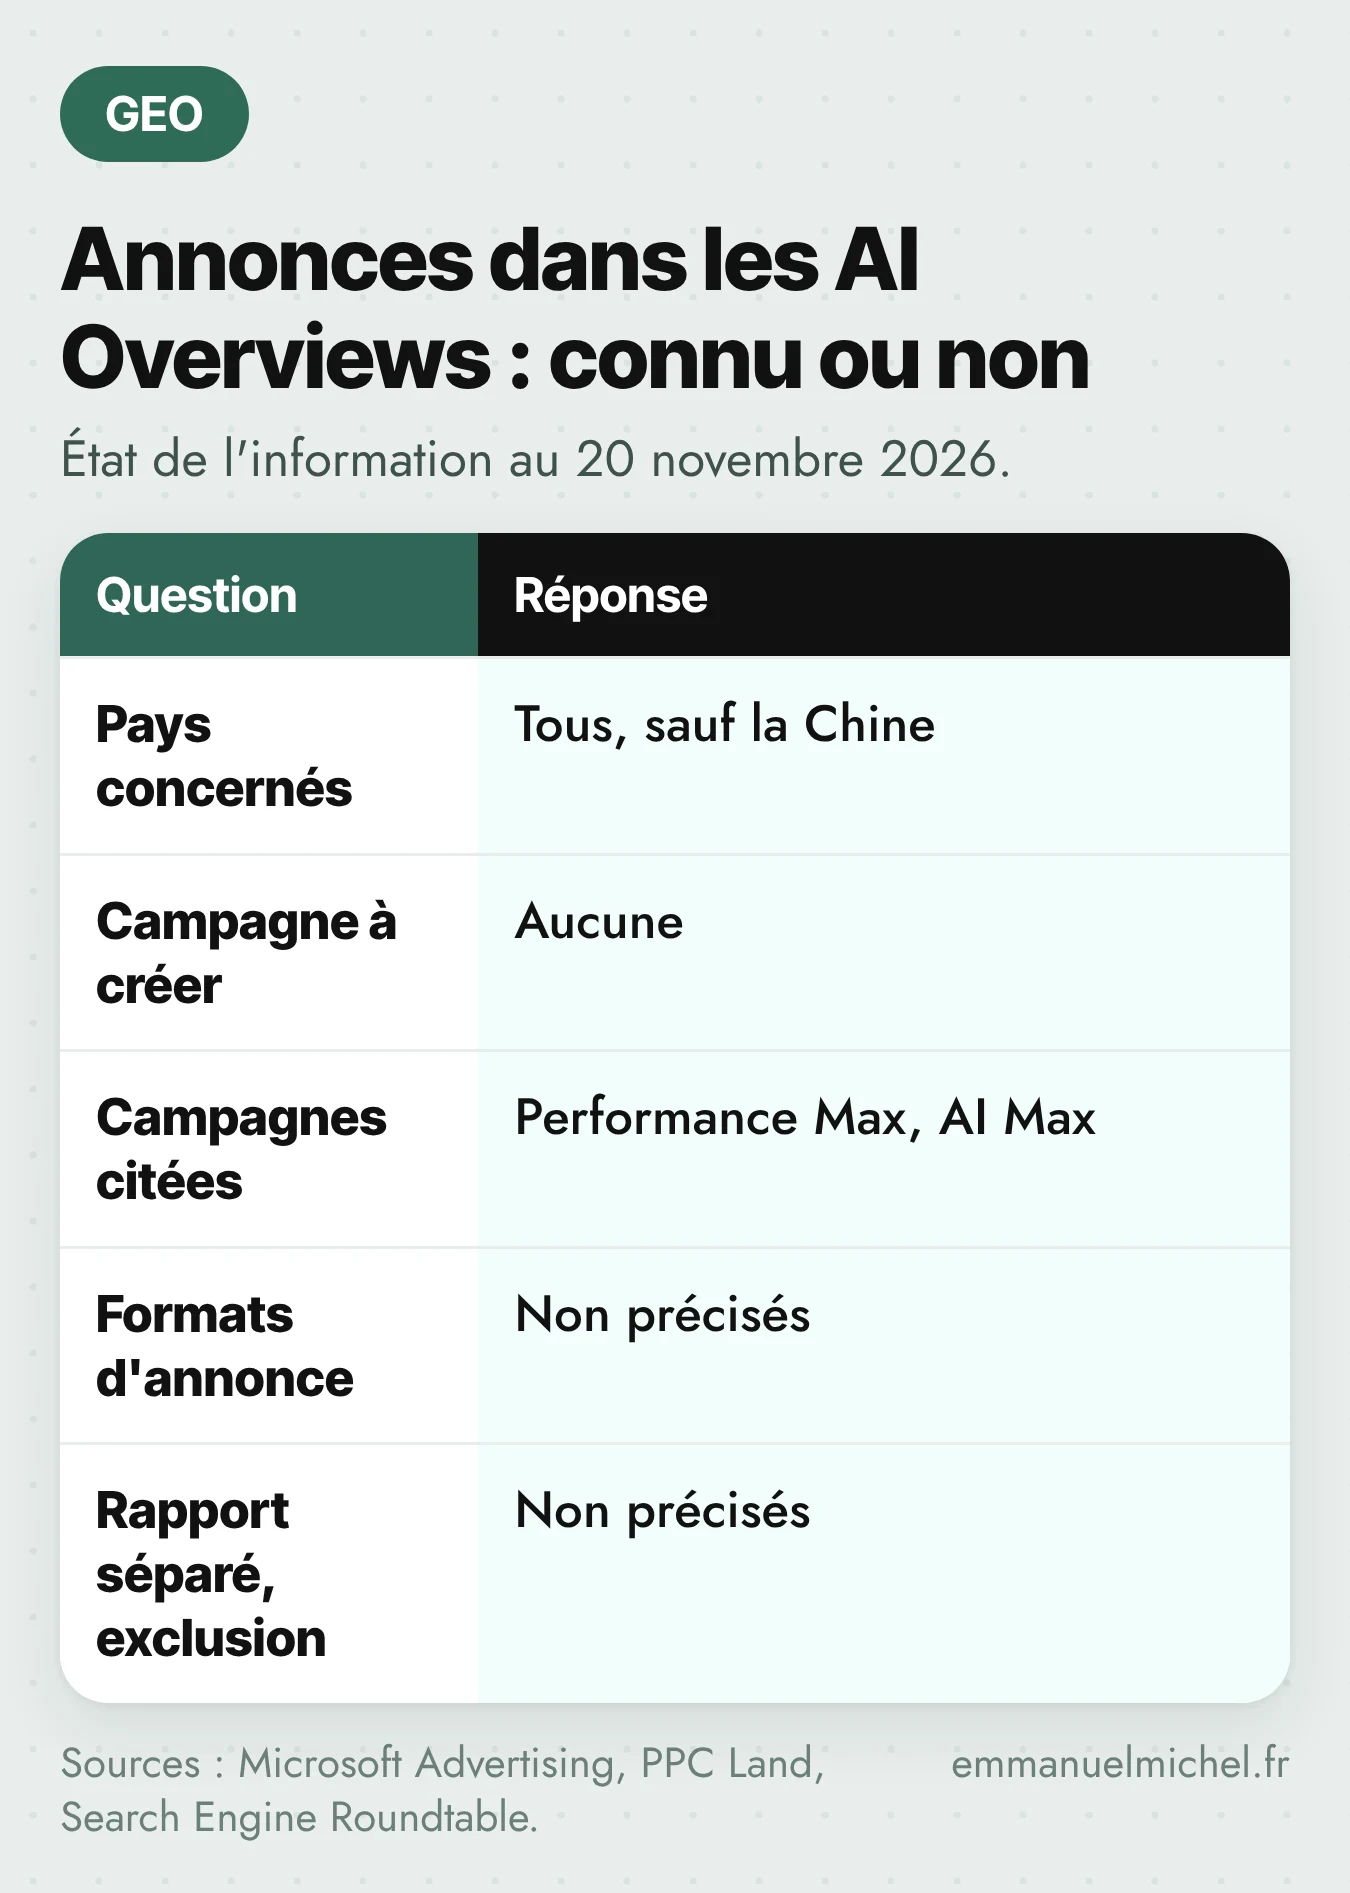 GEO
Annonces dans les AI
Overviews : connu ou non
État de l'information au 20 novembre 2026.
Question
Réponse
Pays
concernés
Tous, sauf la Chine
Campagne à
créer
Aucune
Campagnes
citées
Performance Max, AI Max
Formats
d'annonce
Non précisés
Rapport
séparé,
exclusion
Non précisés
Sources : Microsoft Advertising, PPC Land,
Search Engine Roundtable.
emmanuelmichel.fr